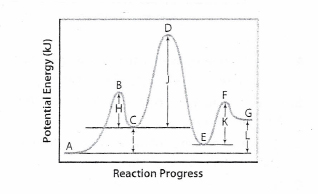 Potential Energy (kJ)
D
B
F
H
J
C
G
K
A
E
L
Reaction Progress